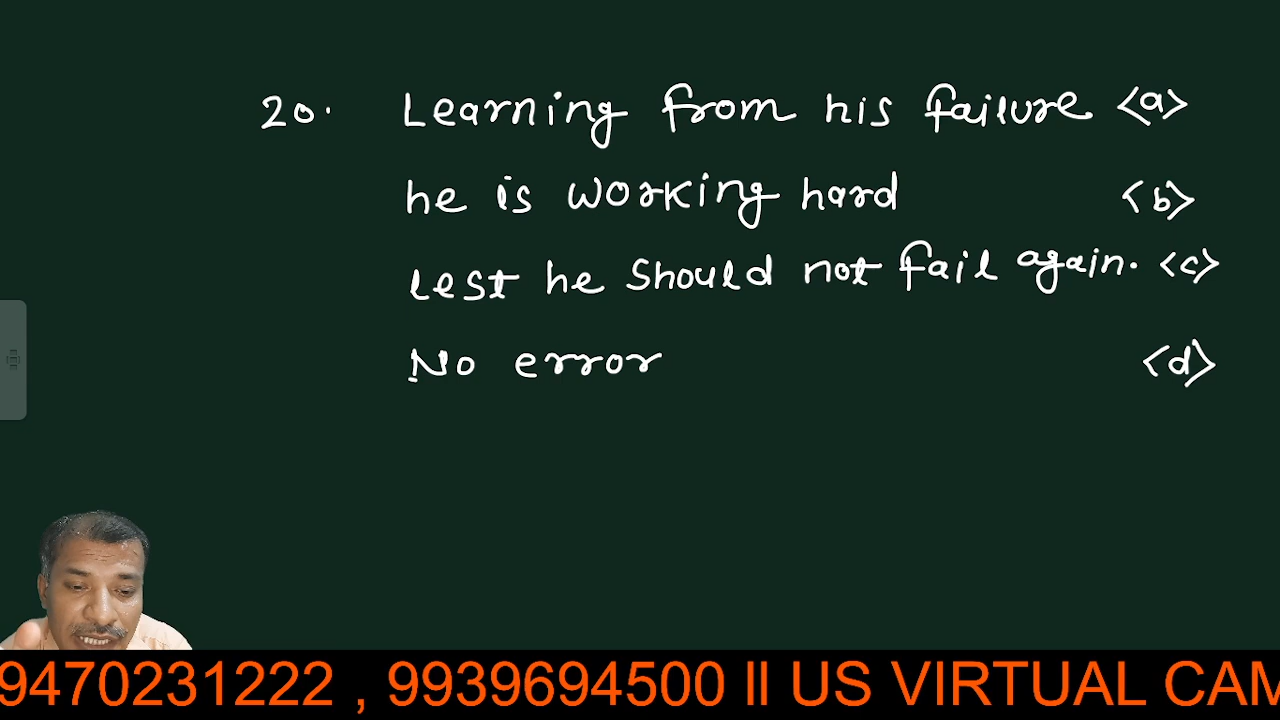 20. Learning from his failure <a>
he is working hard <b>
lest he should not fail again. <c>
No error <d>
9470231222 , 9939694500 ll US VIRTUAL CAM